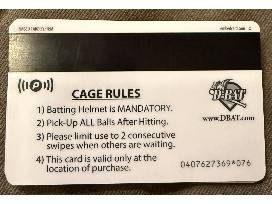 ((P))
CAGE RULES
1) Batting Helmet is MANDATORY.
2) Pick-Up ALL Balls After Hitting.
3) Please limit use to 2 consecutive
swipes when others are waiting.
4) This card is valid only at the
location of purchase.
D-BAT
www.DBAT.com
0407627369*076